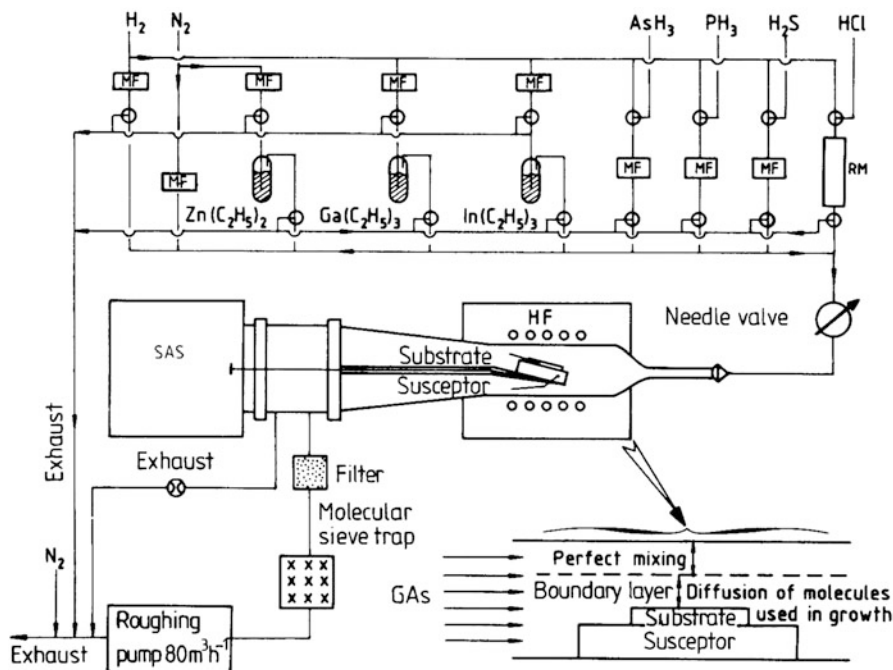 H₂ N₂ AsH₃ PH₃ H₂S HCl
MF MF MF MF
MF MF MF MF RM
Zn(C₂H₅)₂ Ga(C₂H₅)₃ In(C₂H₅)₃
HF Needle valve
SAS Substrate
Susceptor
Exhaust
Exhaust Filter
Molecular
sieve trap
N₂
Perfect mixing
GAs Boundary layer Diffusion of molecules
used in growth
Substrate
Susceptor
Roughing
pump 80m³h⁻¹
Exhaust